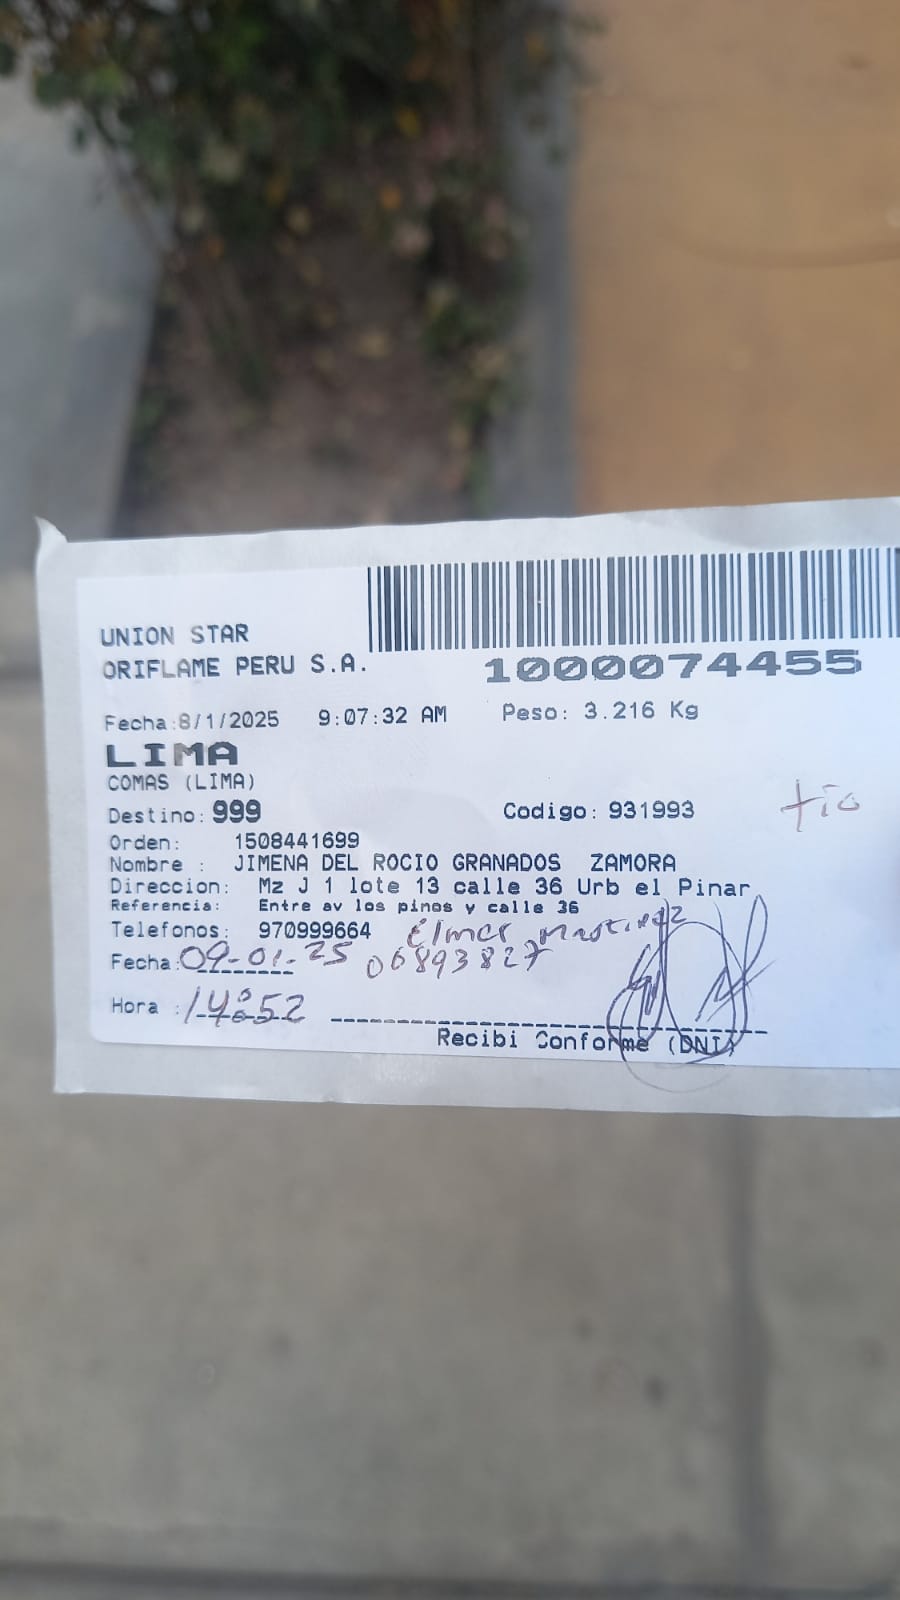 UNION STAR
ORIFLAME PERU S.A.
1000074455
Fecha:8/1/2025 9:07:32 AM Peso: 3.216 Kg
LIMA
COMAS (LIMA)
Destino: 999 Codigo: 931993 tío
Orden: 1508441699
Nombre : JIMENA DEL ROCIO GRANADOS ZAMORA
Direccion: Mz J 1 lote 13 calle 36 Urb el Pinar
Referencia: Entre av los pinos y calle 36
Telefonos: 970999664 Elmer Martinez
Fecha: 09-01-25 06893827
Hora : 14:52
Recibi Conforme (DNI)